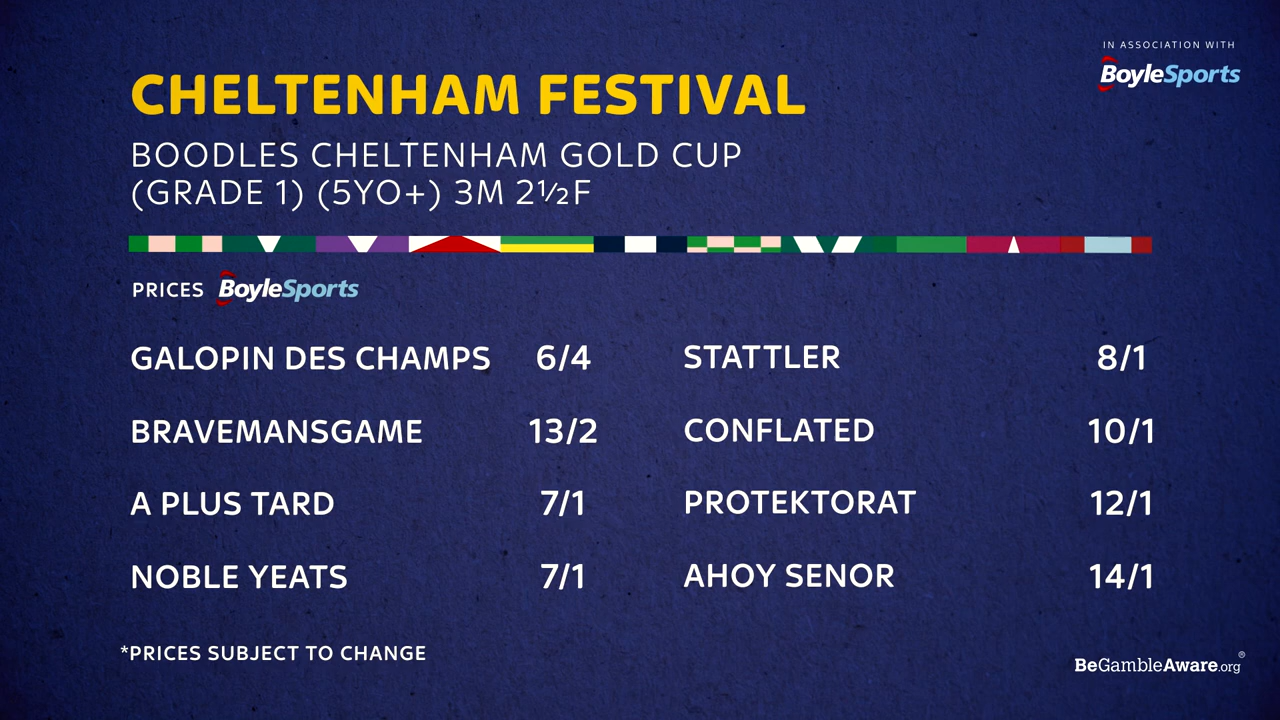 IN ASSOCIATION WITH
BoyleSports
CHELTENHAM FESTIVAL
BOODLES CHELTENHAM GOLD CUP
(GRADE 1) (5YO+) 3M 2½F
PRICES BoyleSports
GALOPIN DES CHAMPS 6/4 STATTLER 8/1
BRAVEMANSGAME 13/2 CONFLATED 10/1
A PLUS TARD 7/1 PROTEKTORAT 12/1
NOBLE YEATS 7/1 AHOY SENOR 14/1
*PRICES SUBJECT TO CHANGE
BeGambleAware.org®